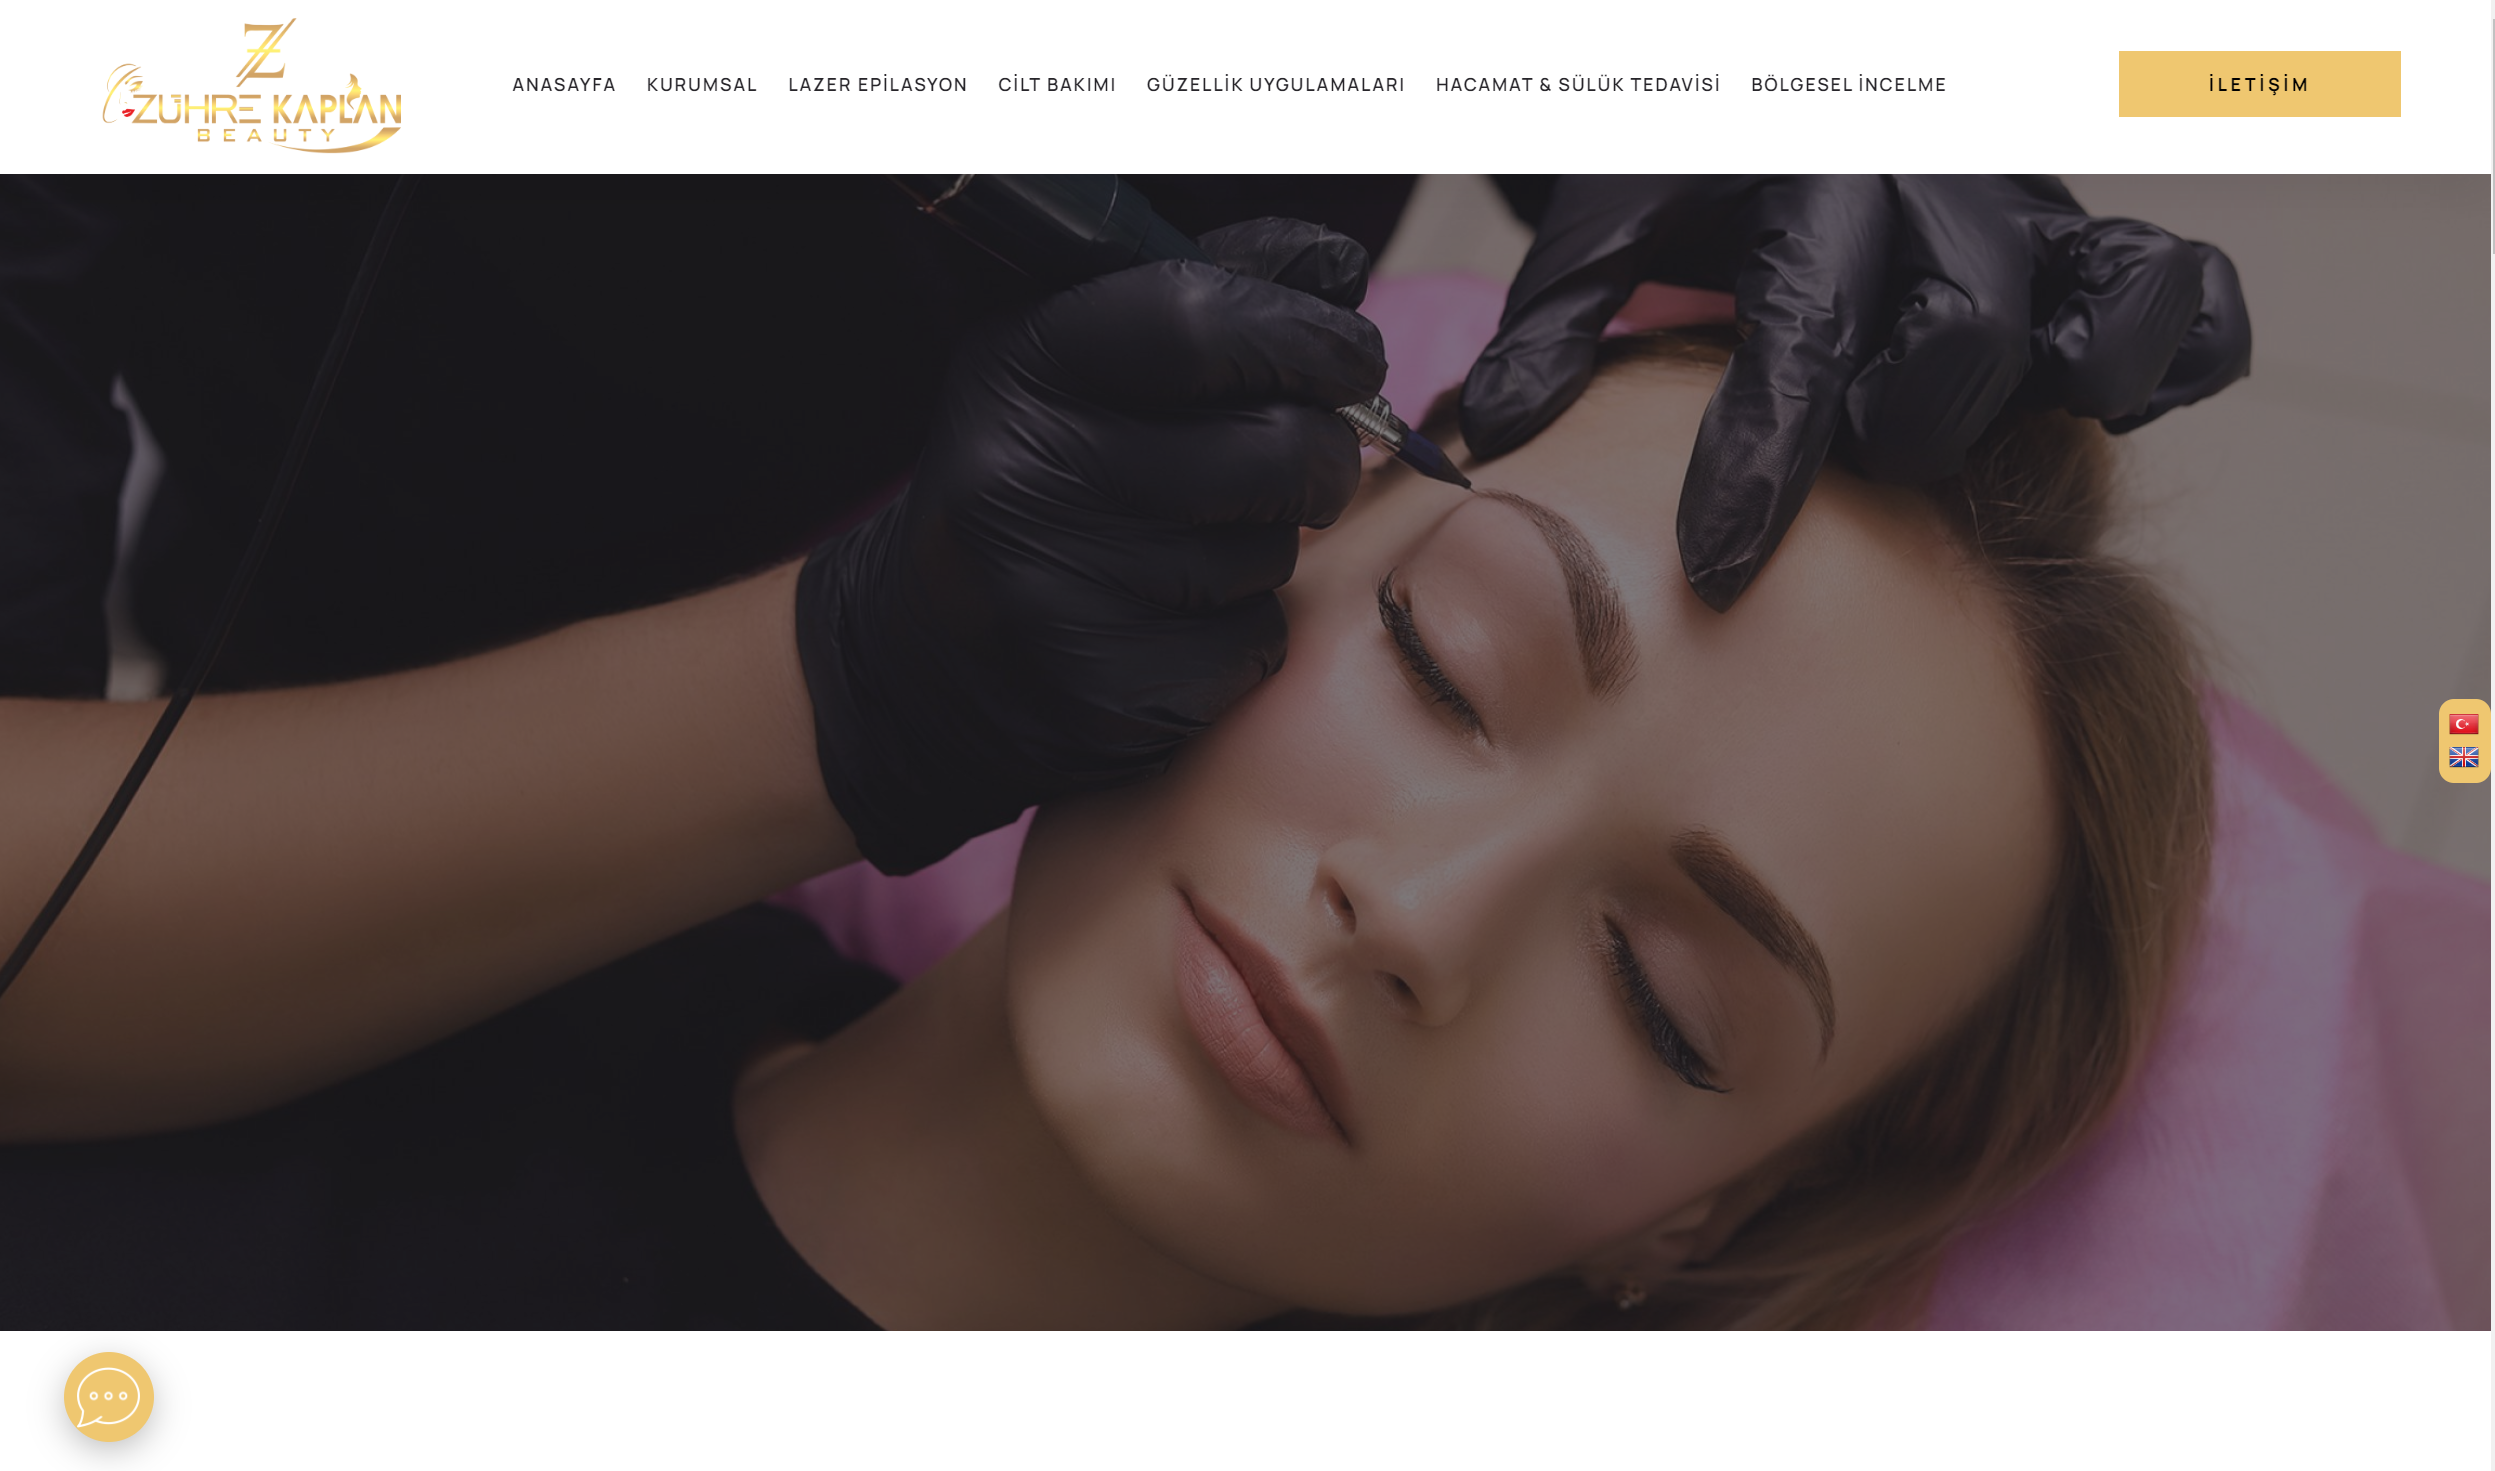 ZÜHRE KAPLAN
BEAUTY
ANASAYFA
KURUMSAL
LAZER EPİLASYON
CİLT BAKIMI
GÜZELLİK UYGULAMALARI
HACAMAT & SÜLÜK TEDAVİSİ
BÖLGESEL İNCELME
İLETİŞİM